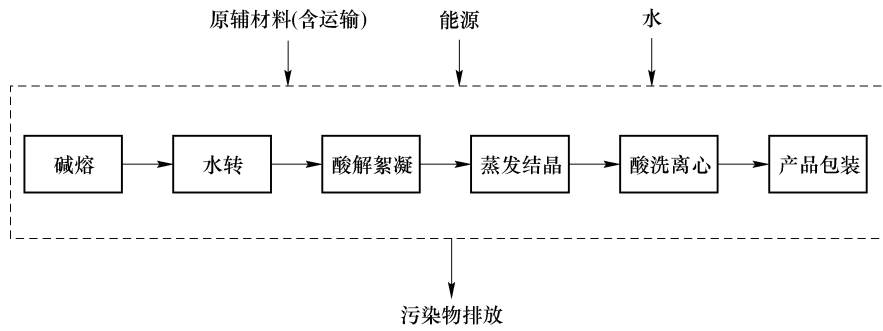 原辅材料(含运输)
能源
水
碱熔
水转
酸解絮凝
蒸发结晶
酸洗离心
产品包装
污染物排放